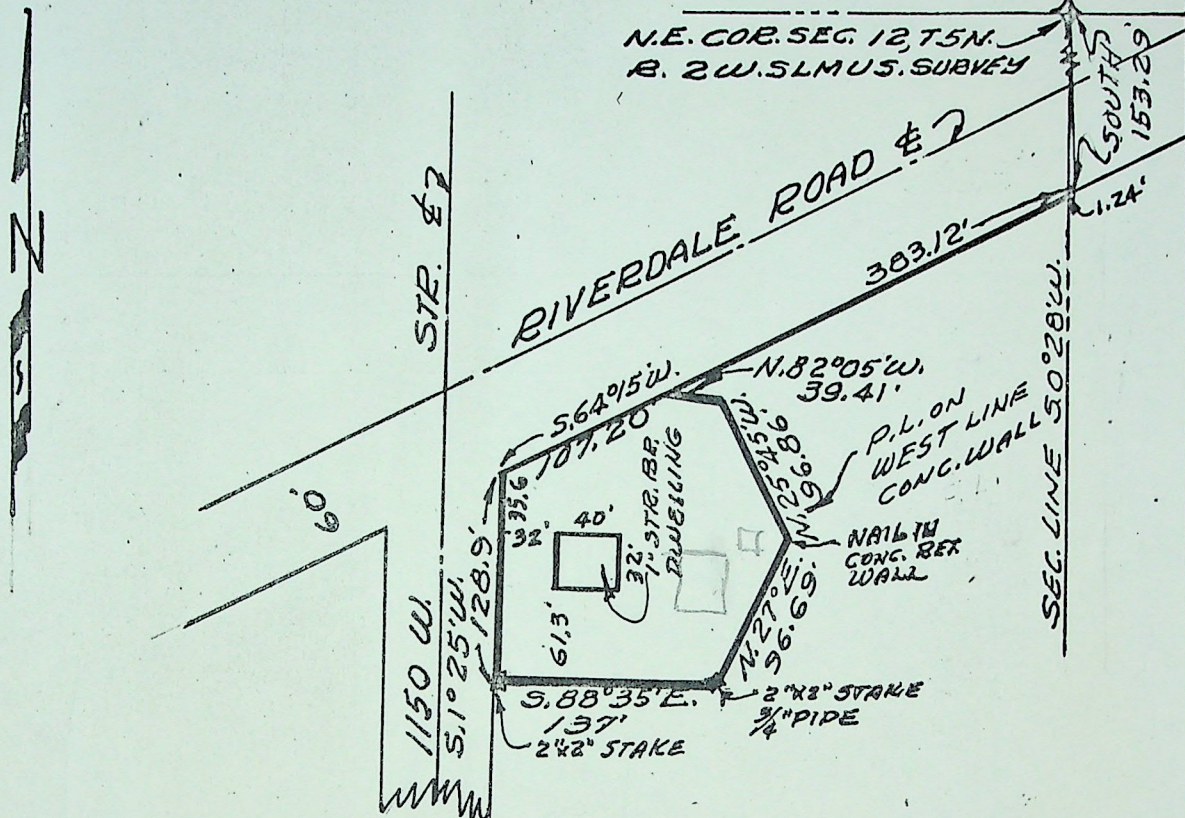 N.E. COR. SEC. 12, T5N.
R. 2 W. SLM U.S. SURVEY
SOUTH
153.29
1.24'
N
S
STR. ℄
RIVERDALE ROAD ℄
383.12'
SEC. LINE S.0°28'W.
60'
S.64°15'W.
107.20'
N.82°05'W.
39.41'
N.25°45'W.
96.86
P.L. ON
WEST LINE
CONC. WALL
NAIL IN
CONC. RET
WALL
35.6
32'
40'
32'
1" STR. BR.
DWELLING
61.3'
N.27°E.
96.69
1150 W.
S.1°25'W.
128.9'
S.88°35'E.
137'
2"X2" STAKE
2"X2" STAKE
3/4" PIPE